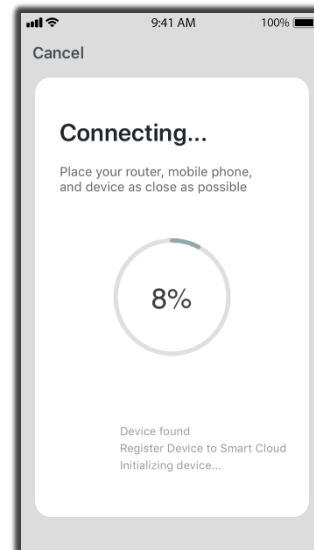 9:41 AM
100%
Cancel
Connecting...
Place your router, mobile phone,
and device as close as possible
8%
Device found
Register Device to Smart Cloud
Initializing device...